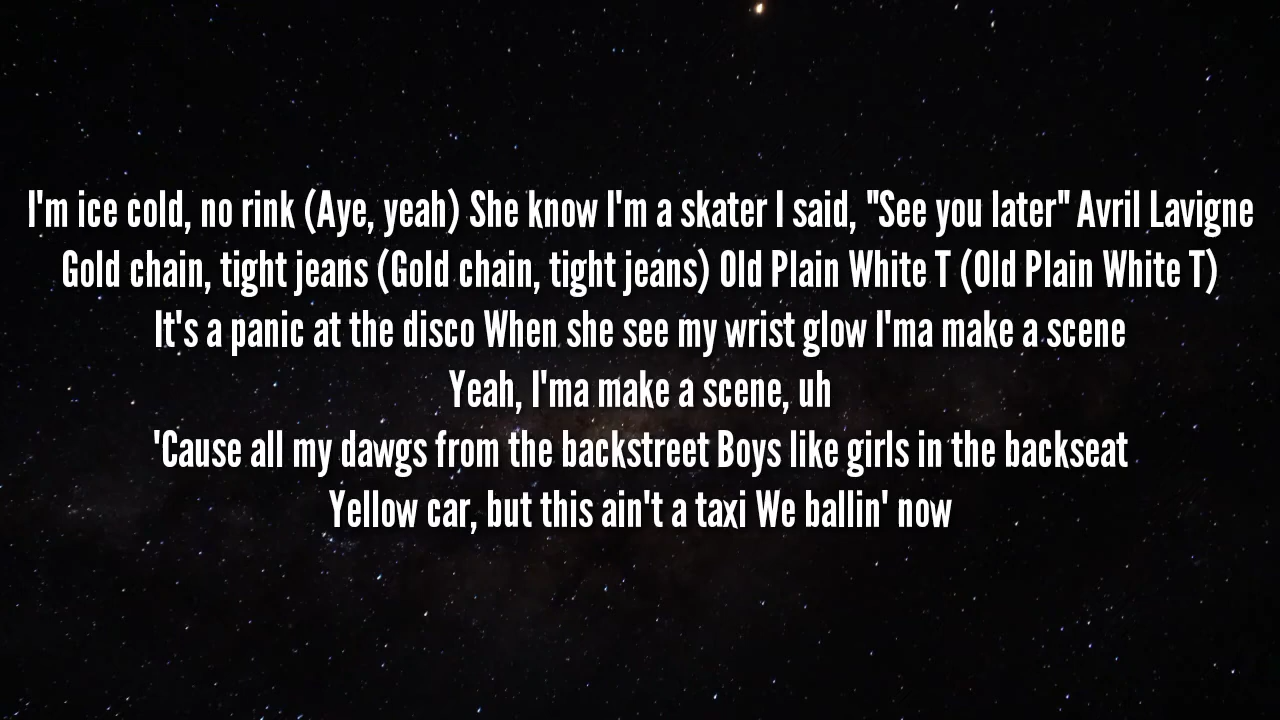 I'm ice cold, no rink (Aye, yeah) She know I'm a skater I said, "See you later" Avril Lavigne
Gold chain, tight jeans (Gold chain, tight jeans) Old Plain White T (Old Plain White T)
It's a panic at the disco When she see my wrist glow I'ma make a scene
Yeah, I'ma make a scene, uh
'Cause all my dawgs from the backstreet Boys like girls in the backseat
Yellow car, but this ain't a taxi We ballin' now